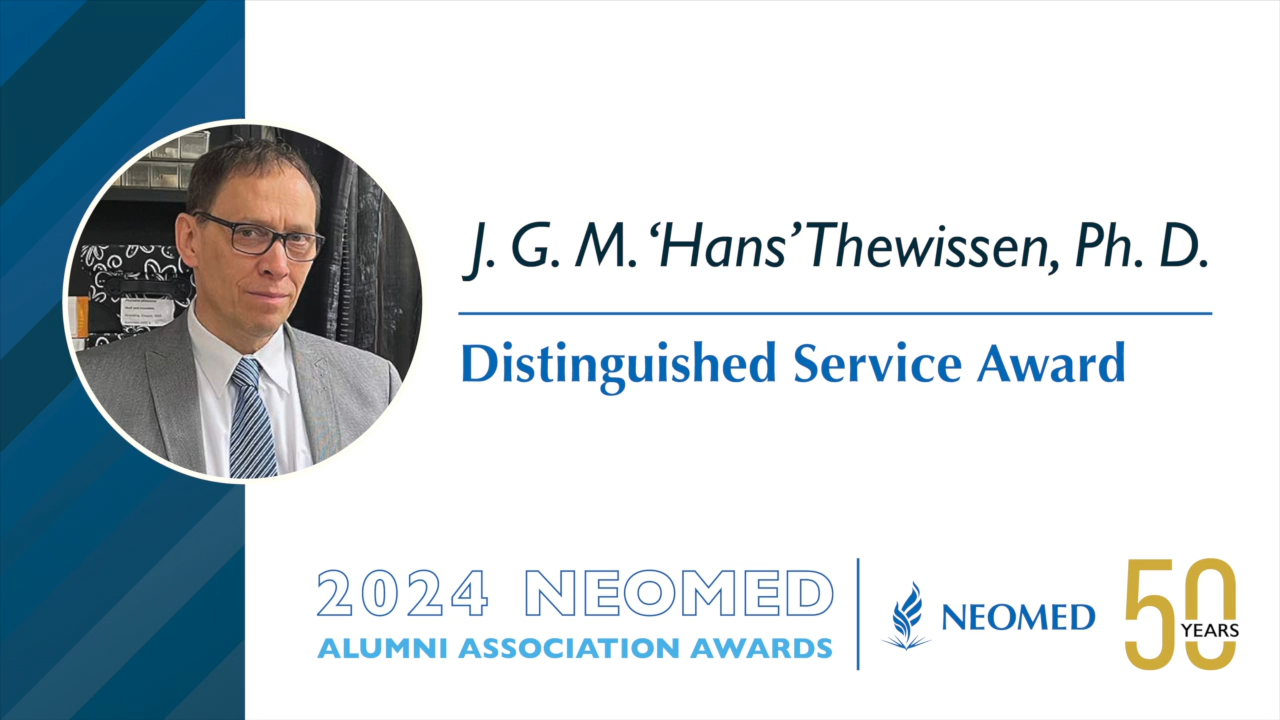 J. G. M. ‘Hans’ Thewissen, Ph. D.
Distinguished Service Award
2024 NEOMED
ALUMNI ASSOCIATION AWARDS
NEOMED
50
YEARS